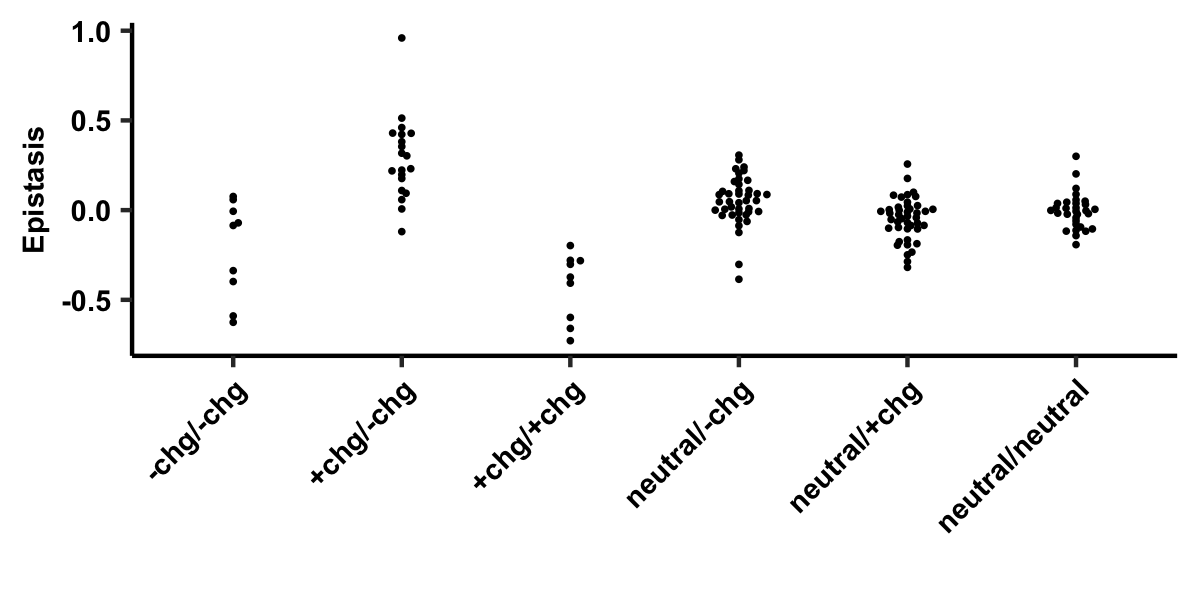 Epistasis
1.0
0.5
0.0
-0.5
-chg/-chg
+chg/-chg
+chg/+chg
neutral/-chg
neutral/+chg
neutral/neutral